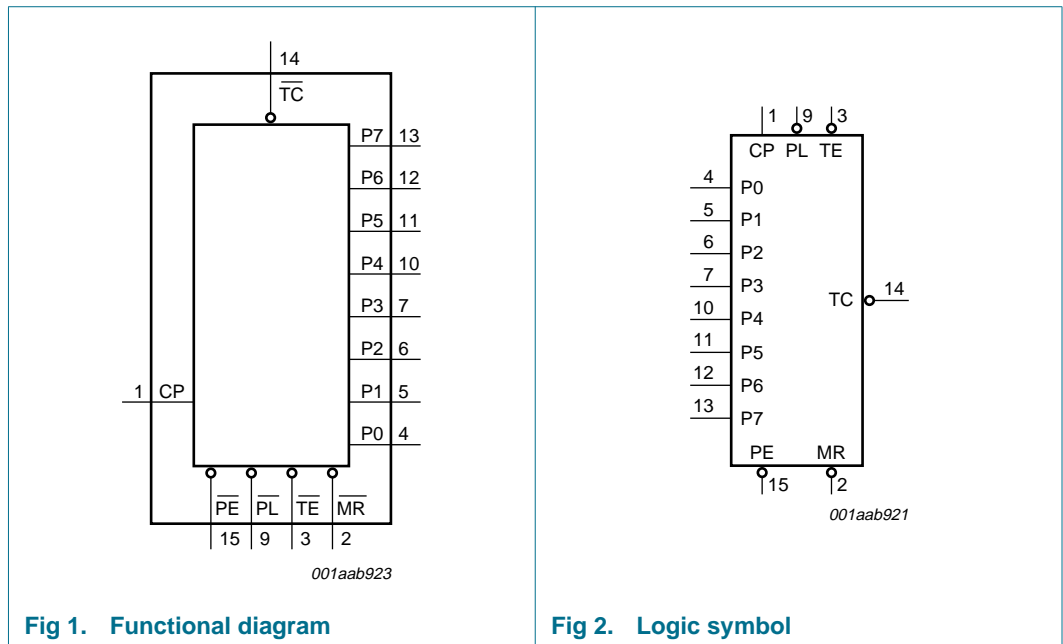 14
TC
P7 13
P6 12
P5 11
P4 10
P3 7
P2 6
1 CP P1 5
P0 4
PE PL TE MR
15 9 3 2
001aab923
Fig 1. Functional diagram
1 9 3
CP PL TE
4 P0
5 P1
6 P2
7 P3
TC 14
10 P4
11 P5
12 P6
13 P7
PE MR
15 2
001aab921
Fig 2. Logic symbol